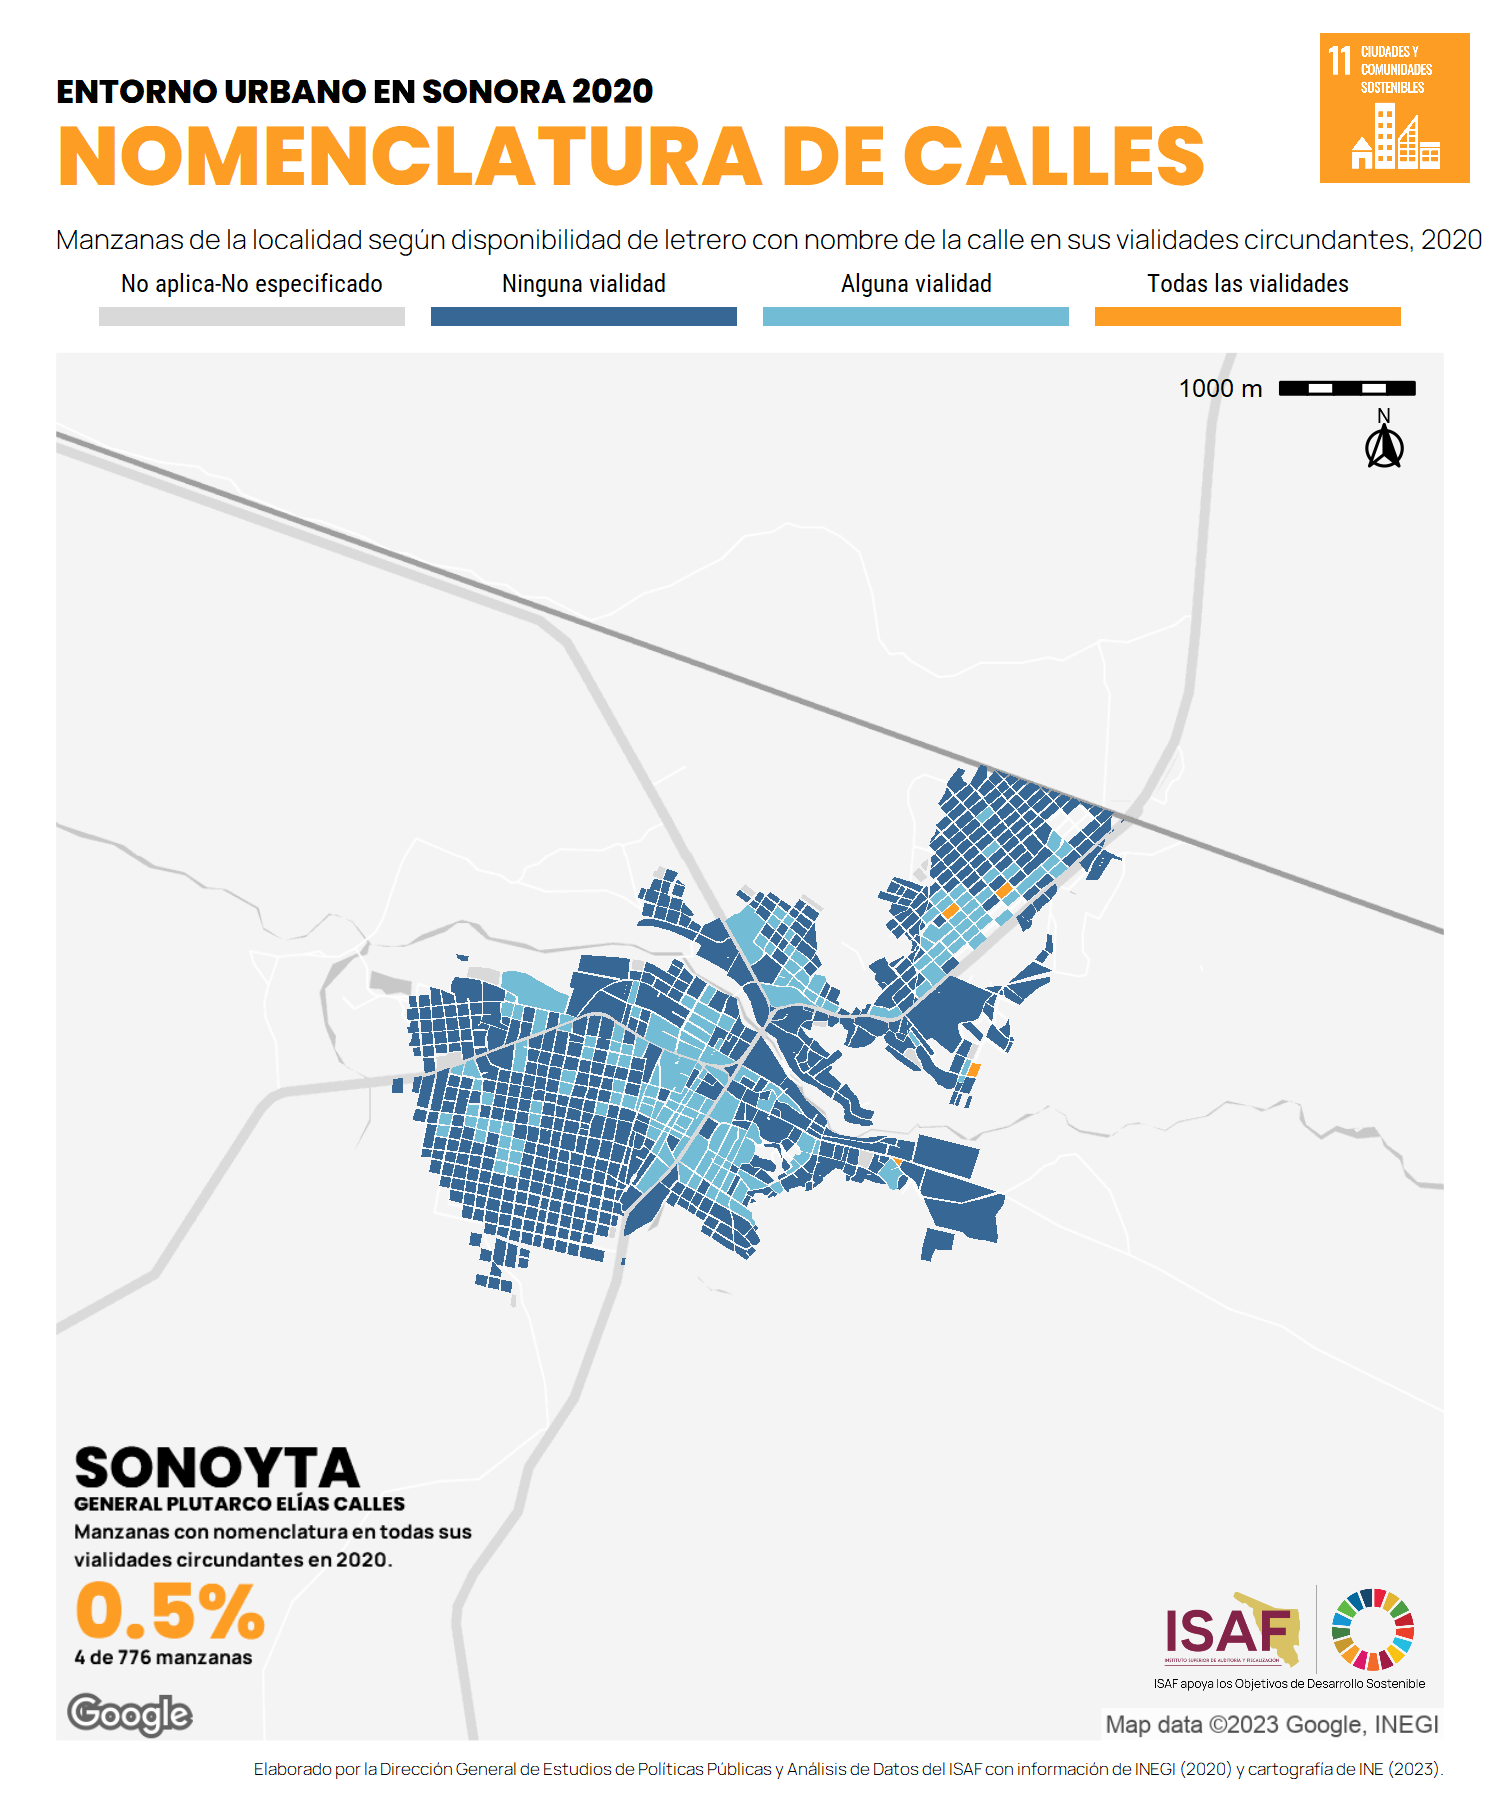 11 CIUDADES Y
COMUNIDADES
SOSTENIBLES
ENTORNO URBANO EN SONORA 2020
NOMENCLATURA DE CALLES
Manzanas de la localidad según disponibilidad de letrero con nombre de la calle en sus vialidades circundantes, 2020
No aplica-No especificado
Ninguna vialidad
Alguna vialidad
Todas las vialidades
1000 m
N
SONOYTA
GENERAL PLUTARCO ELÍAS CALLES
Manzanas con nomenclatura en todas sus
vialidades circundantes en 2020.
0.5%
4 de 776 manzanas
Google
ISAF
INSTITUTO SUPERIOR DE AUDITORÍA Y FISCALIZACIÓN
ISAF apoya los Objetivos de Desarrollo Sostenible
Map data ©2023 Google, INEGI
Elaborado por la Dirección General de Estudios de Políticas Públicas y Análisis de Datos del ISAF con información de INEGI (2020) y cartografía de INE (2023).